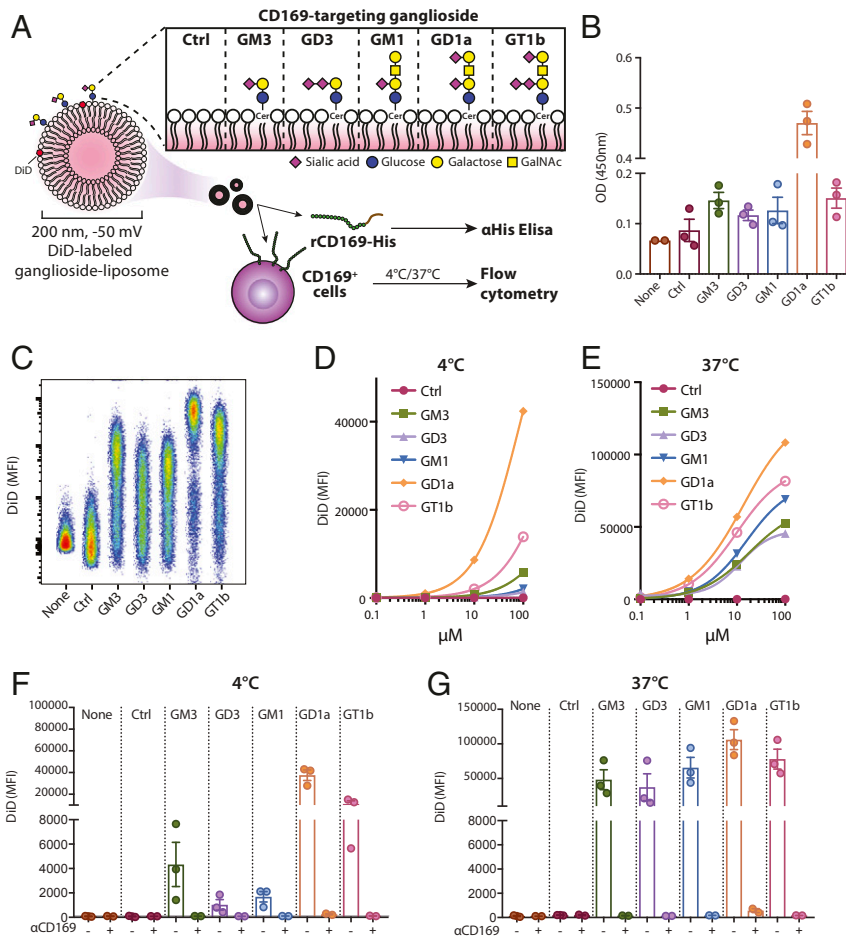 A
CD169-targeting ganglioside
Ctrl GM3 GD3 GM1 GD1a GT1b
Cer Cer Cer Cer Cer
Sialic acid Glucose Galactose GalNAc
DiD
200 nm, -50 mV
DiD-labeled
ganglioside-liposome
rCD169-His
αHis Elisa
CD169+
cells
4°C/37°C
Flow
cytometry
B
OD (450nm)
0.6
0.5
0.4
0.2
0.1
0.0
None Ctrl GM3 GD3 GM1 GD1a GT1b
C
DiD (MFI)
None Ctrl GM3 GD3 GM1 GD1a GT1b
D
4°C
DiD (MFI)
40000
20000
0
Ctrl
GM3
GD3
GM1
GD1a
GT1b
0.1 1 10 100
μM
E
37°C
DiD (MFI)
150000
100000
50000
0
Ctrl
GM3
GD3
GM1
GD1a
GT1b
0.1 1 10 100
μM
F
4°C
DiD (MFI)
100000
80000
60000
40000
20000
8000
6000
4000
2000
0
None Ctrl GM3 GD3 GM1 GD1a GT1b
αCD169 - + - + - + - + - + - + - +
G
37°C
DiD (MFI)
150000
100000
50000
8000
6000
4000
2000
0
None Ctrl GM3 GD3 GM1 GD1a GT1b
αCD169 - + - + - + - + - + - + - +